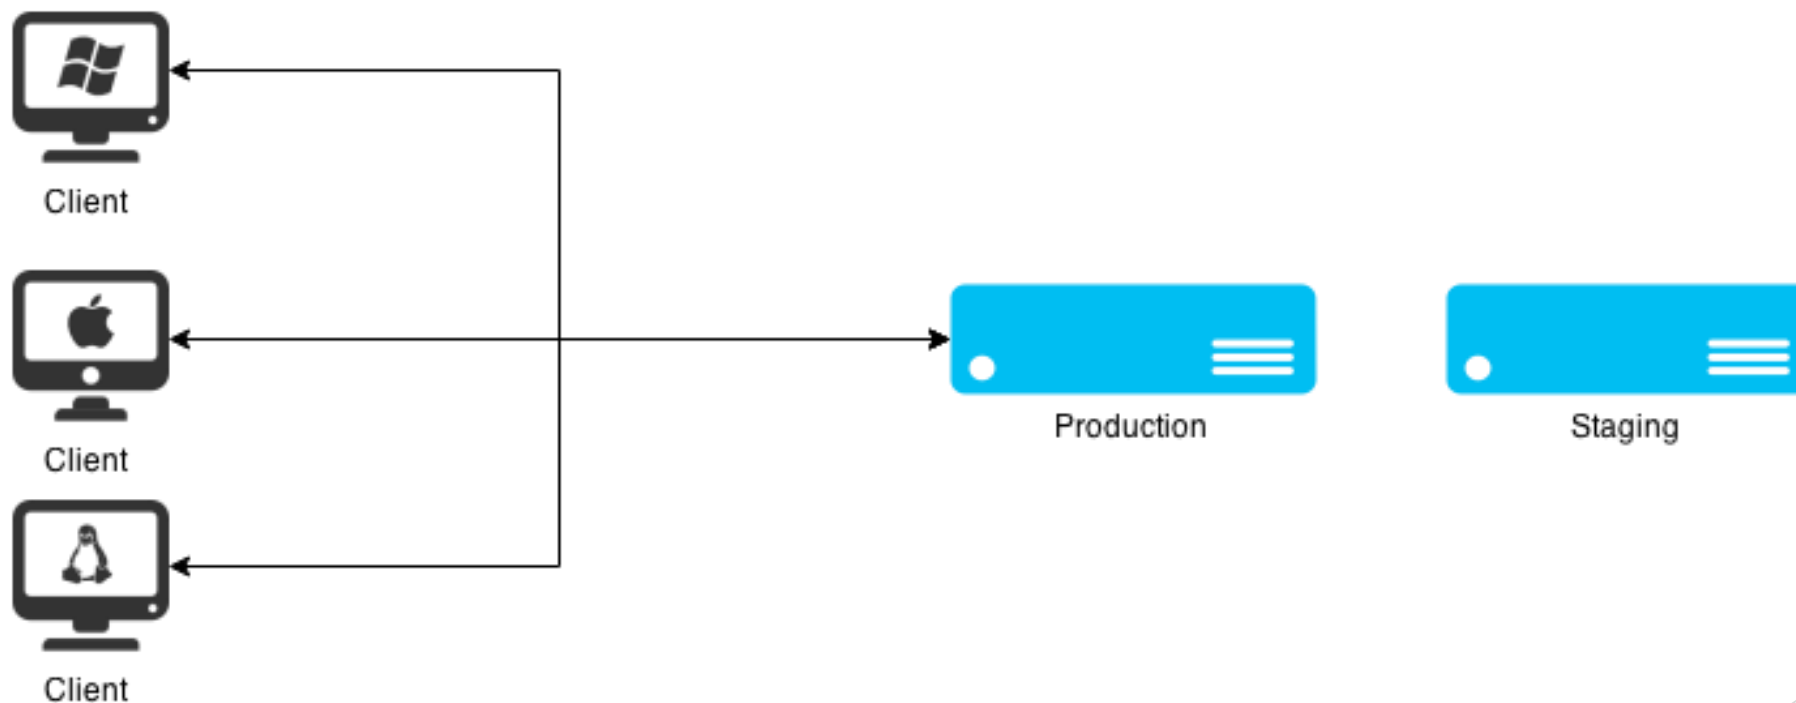 Client
Client
Production
Staging
Client